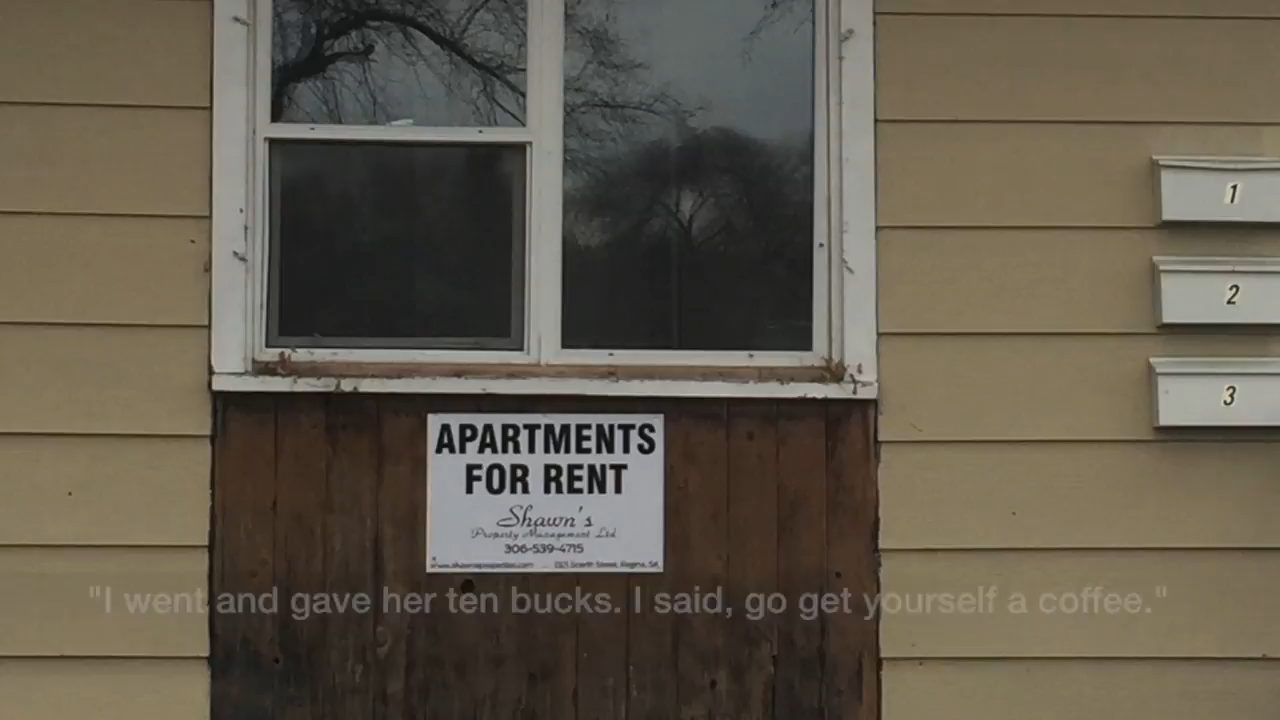 1
2
3
APARTMENTS
FOR RENT
Shawn's
Property Management Ltd
306-539-4715
"I went and gave her ten bucks. I said, go get yourself a coffee."